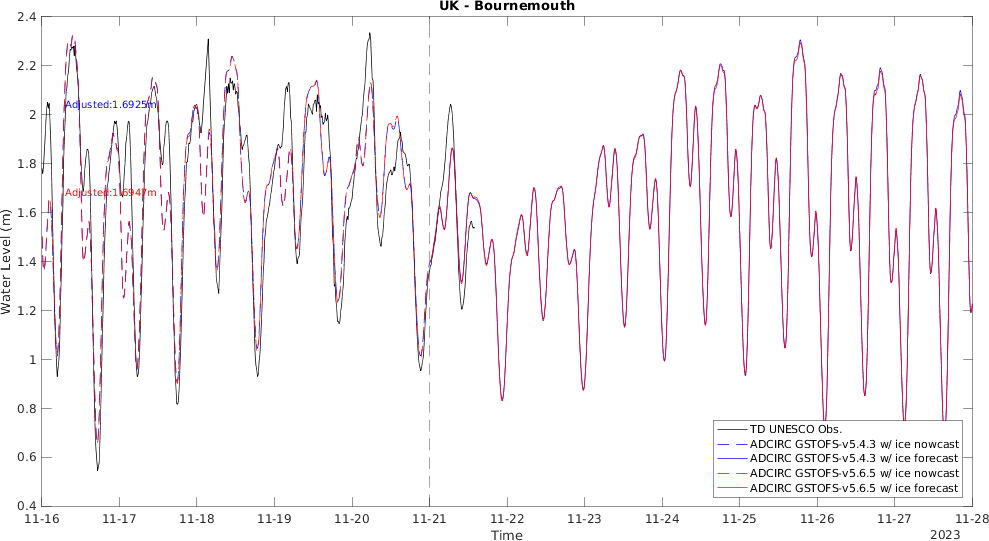 UK - Bournemouth
2.4
2.2
2
1.8
1.6
1.4
1.2
1
0.8
0.6
0.4
Water Level (m)
Adjusted:1.6925m
Adjusted:1.6947m
TD UNESCO Obs.
ADCIRC GSTOFS-v5.4.3 w/ ice nowcast
ADCIRC GSTOFS-v5.4.3 w/ ice forecast
ADCIRC GSTOFS-v5.6.5 w/ ice nowcast
ADCIRC GSTOFS-v5.6.5 w/ ice forecast
11-16 11-17 11-18 11-19 11-20 11-21 11-22 11-23 11-24 11-25 11-26 11-27 11-28
Time
2023